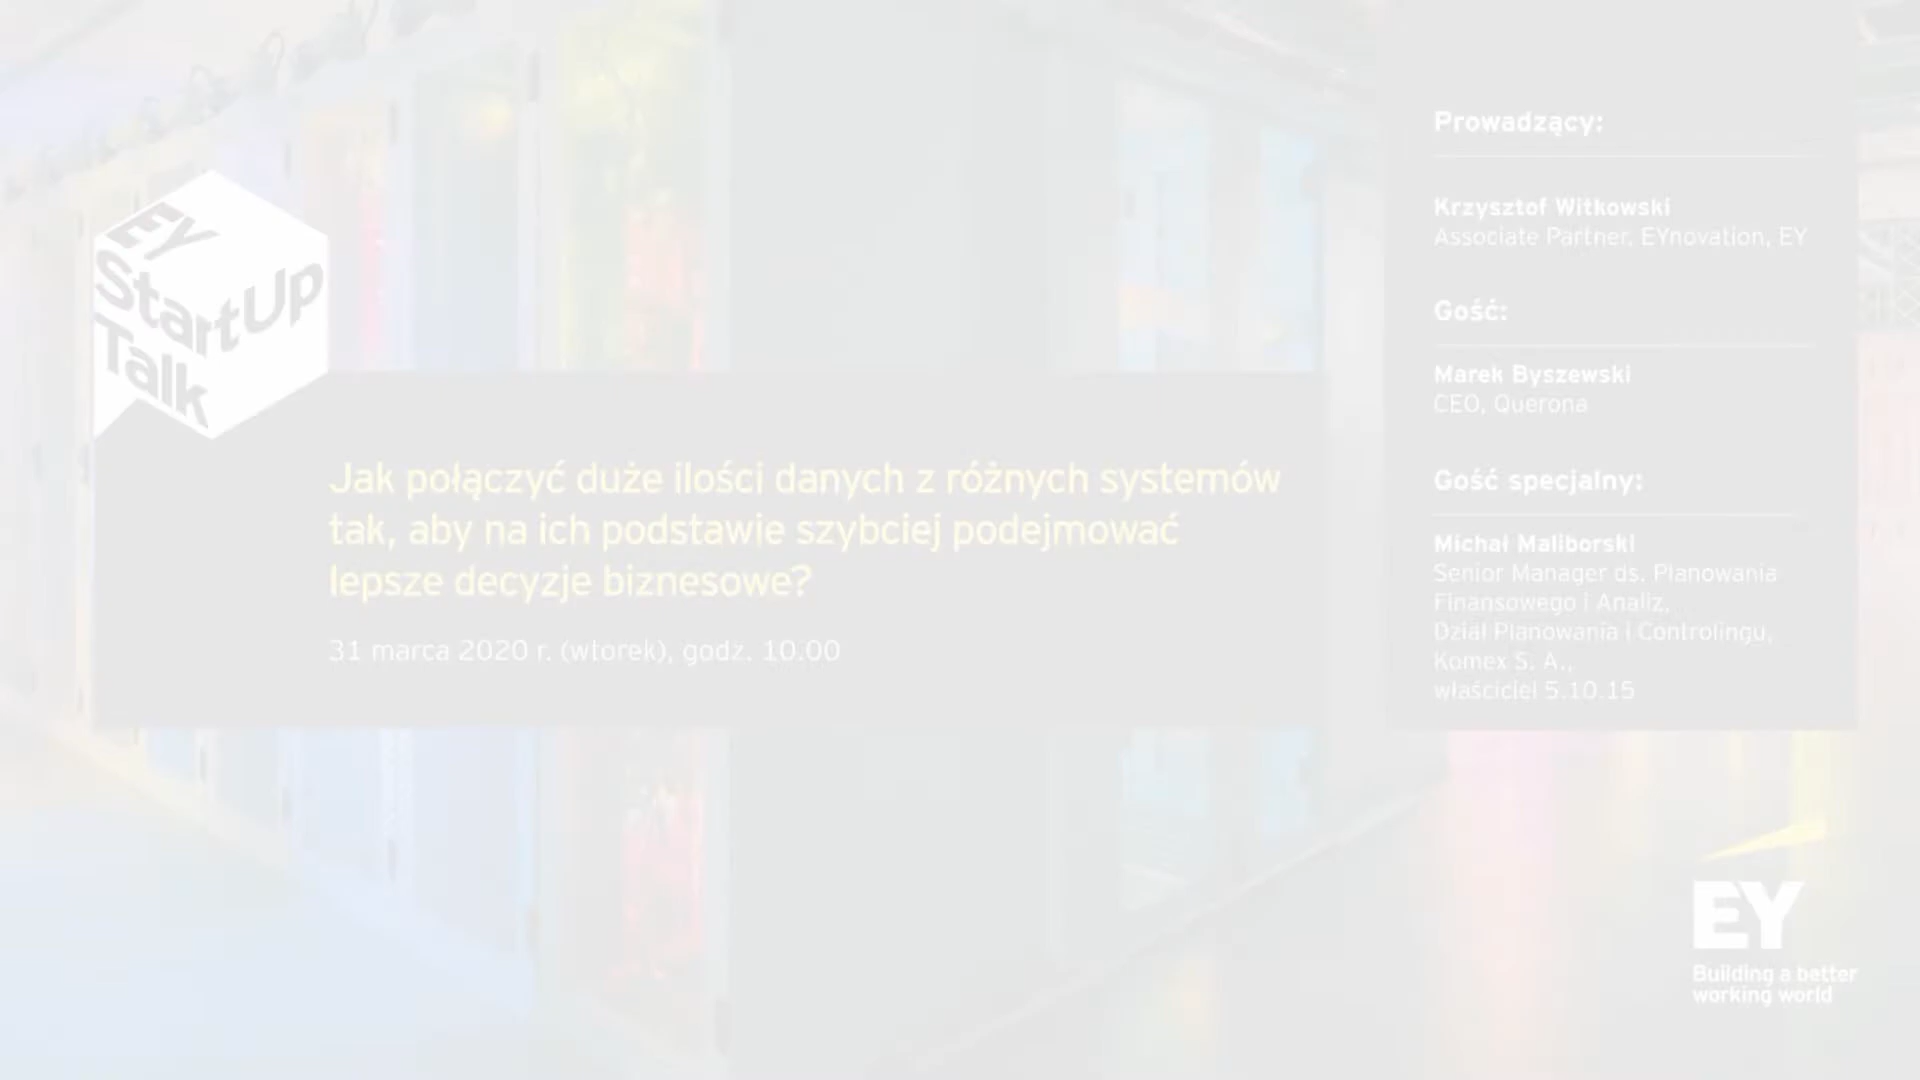 EY
StartUp
Talk
Jak połączyć duże ilości danych z różnych systemów
tak, aby na ich podstawie szybciej podejmować
lepsze decyzje biznesowe?
31 marca 2020 r. (wtorek), godz. 10.00
Prowadzący:
Krzysztof Witkowski
Associate Partner, EYnovation, EY
Gość:
Marek Byszewski
CEO, Querona
Gość specjalny:
Michał Maliborski
Senior Manager ds. Planowania
Finansowego i Analiz,
Dział Planowania i Controlingu,
Komex S. A.,
właściciel 5.10.15
EY
Building a better
working world